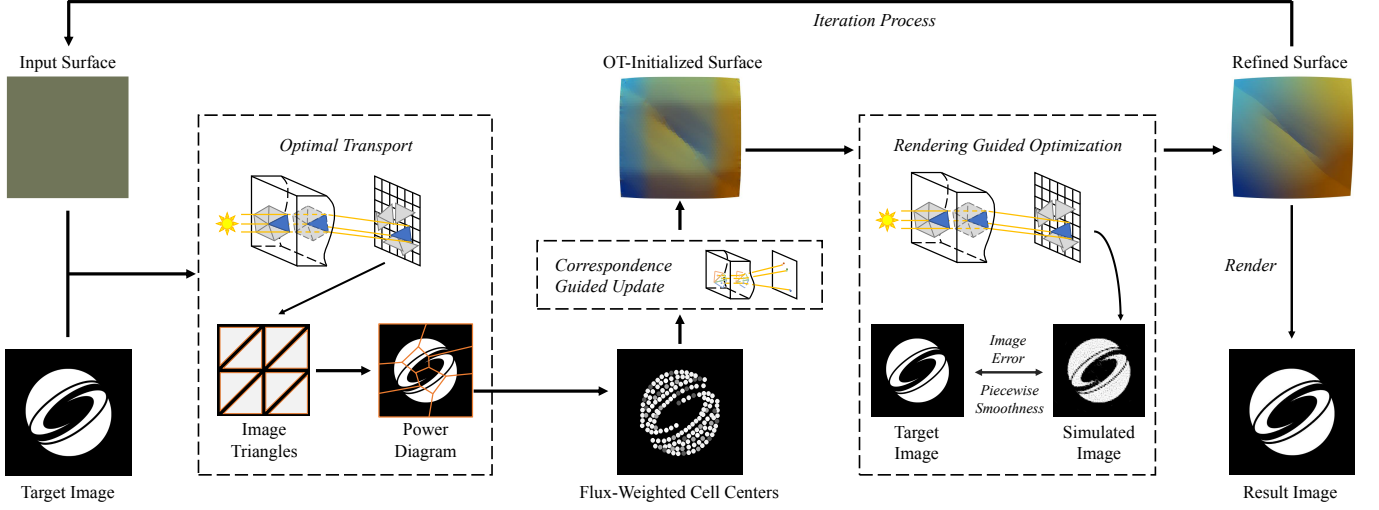 Iteration Process
Input Surface
OT-Initialized Surface
Refined Surface
Optimal Transport
Rendering Guided Optimization
Correspondence
Guided Update
Render
Image
Error
Piecewise
Smoothness
Image
Triangles
Power
Diagram
Target
Image
Simulated
Image
Target Image
Flux-Weighted Cell Centers
Result Image